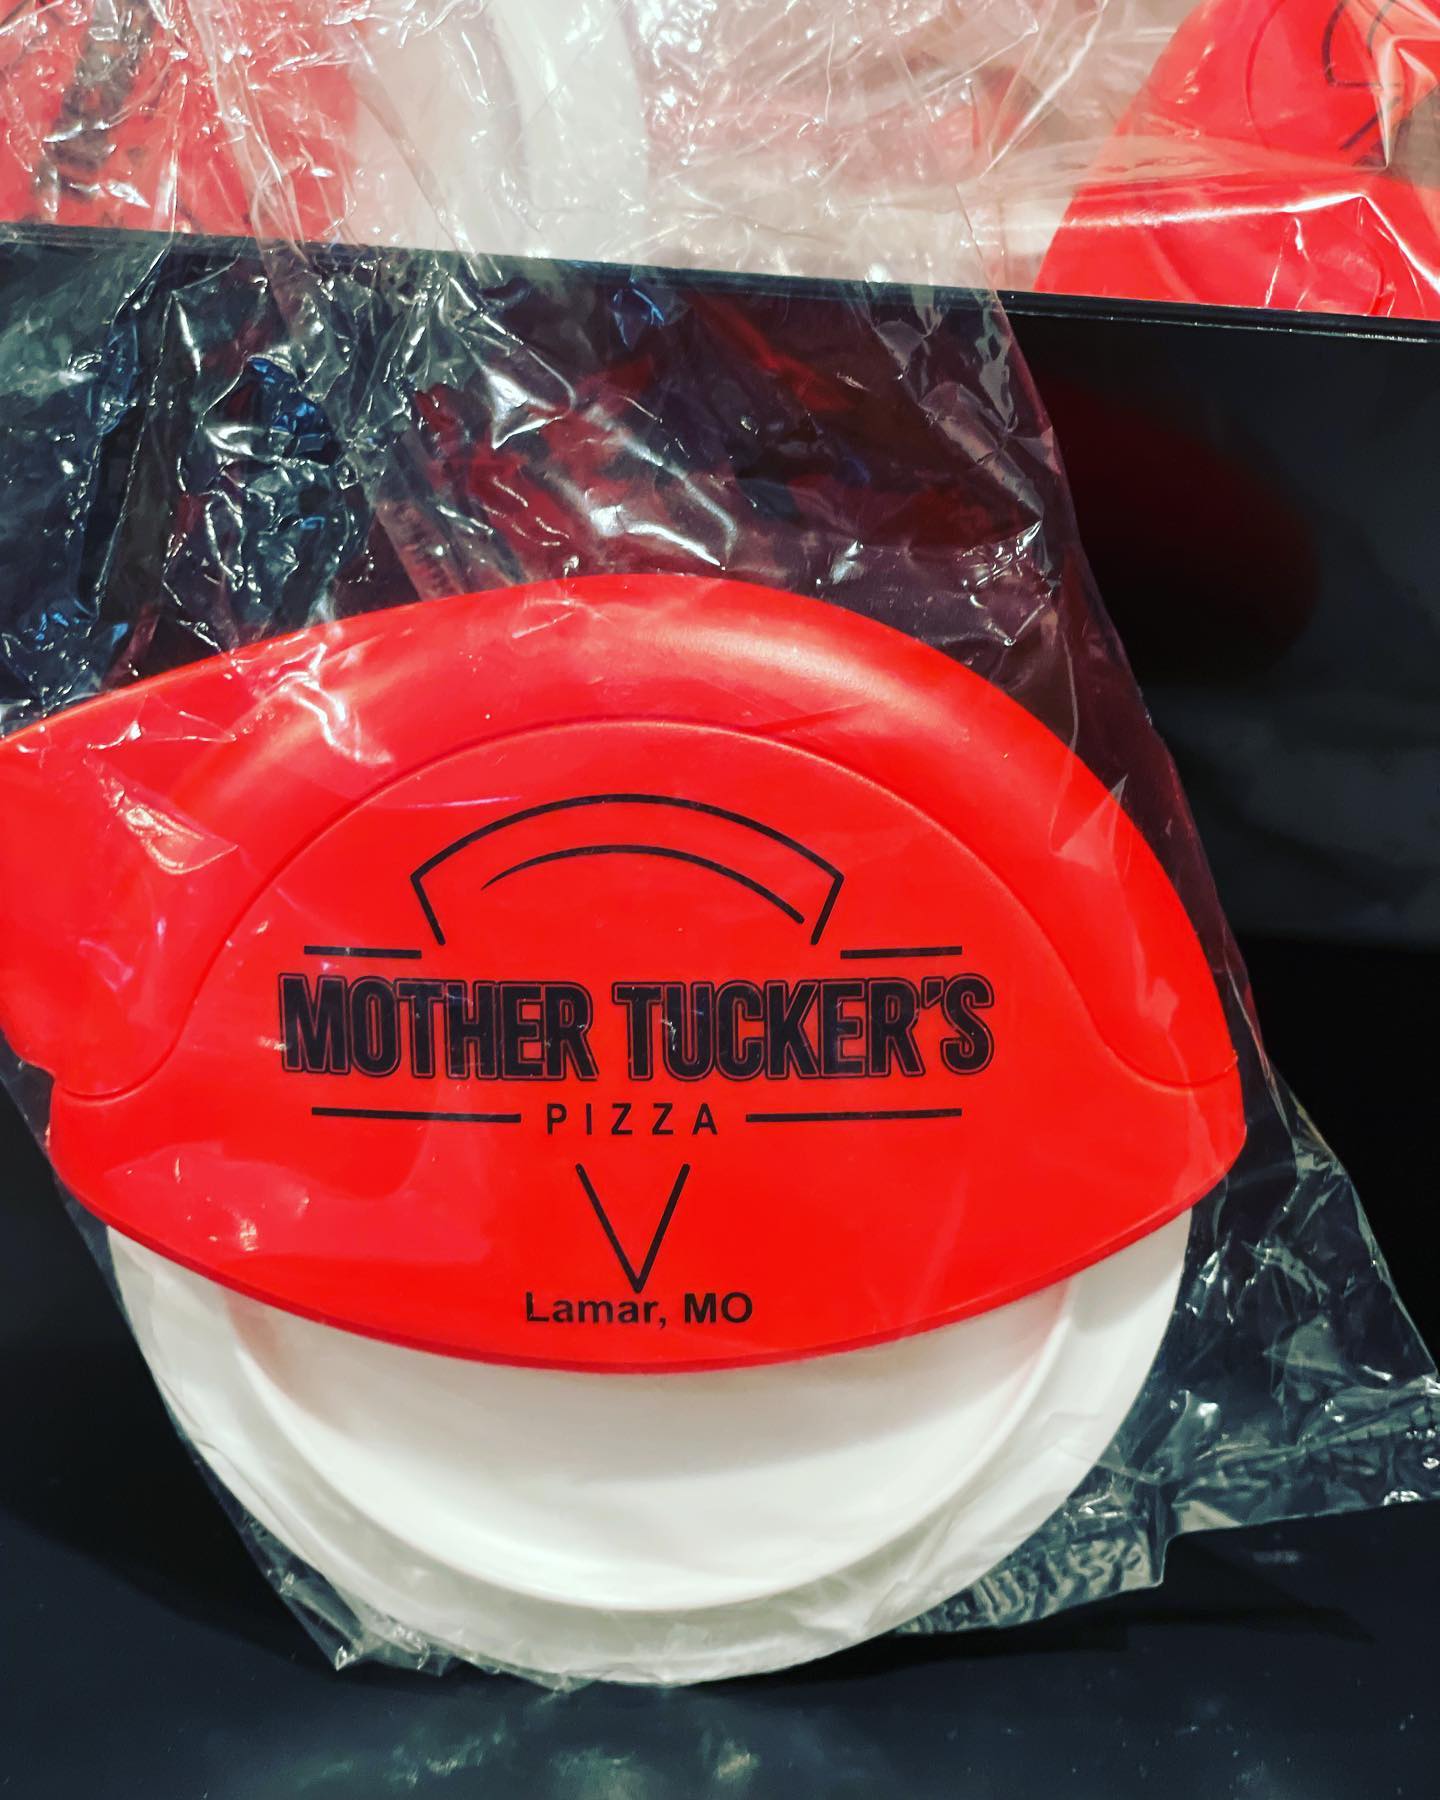 MOTHER TUCKER'S
PIZZA
Lamar, MO